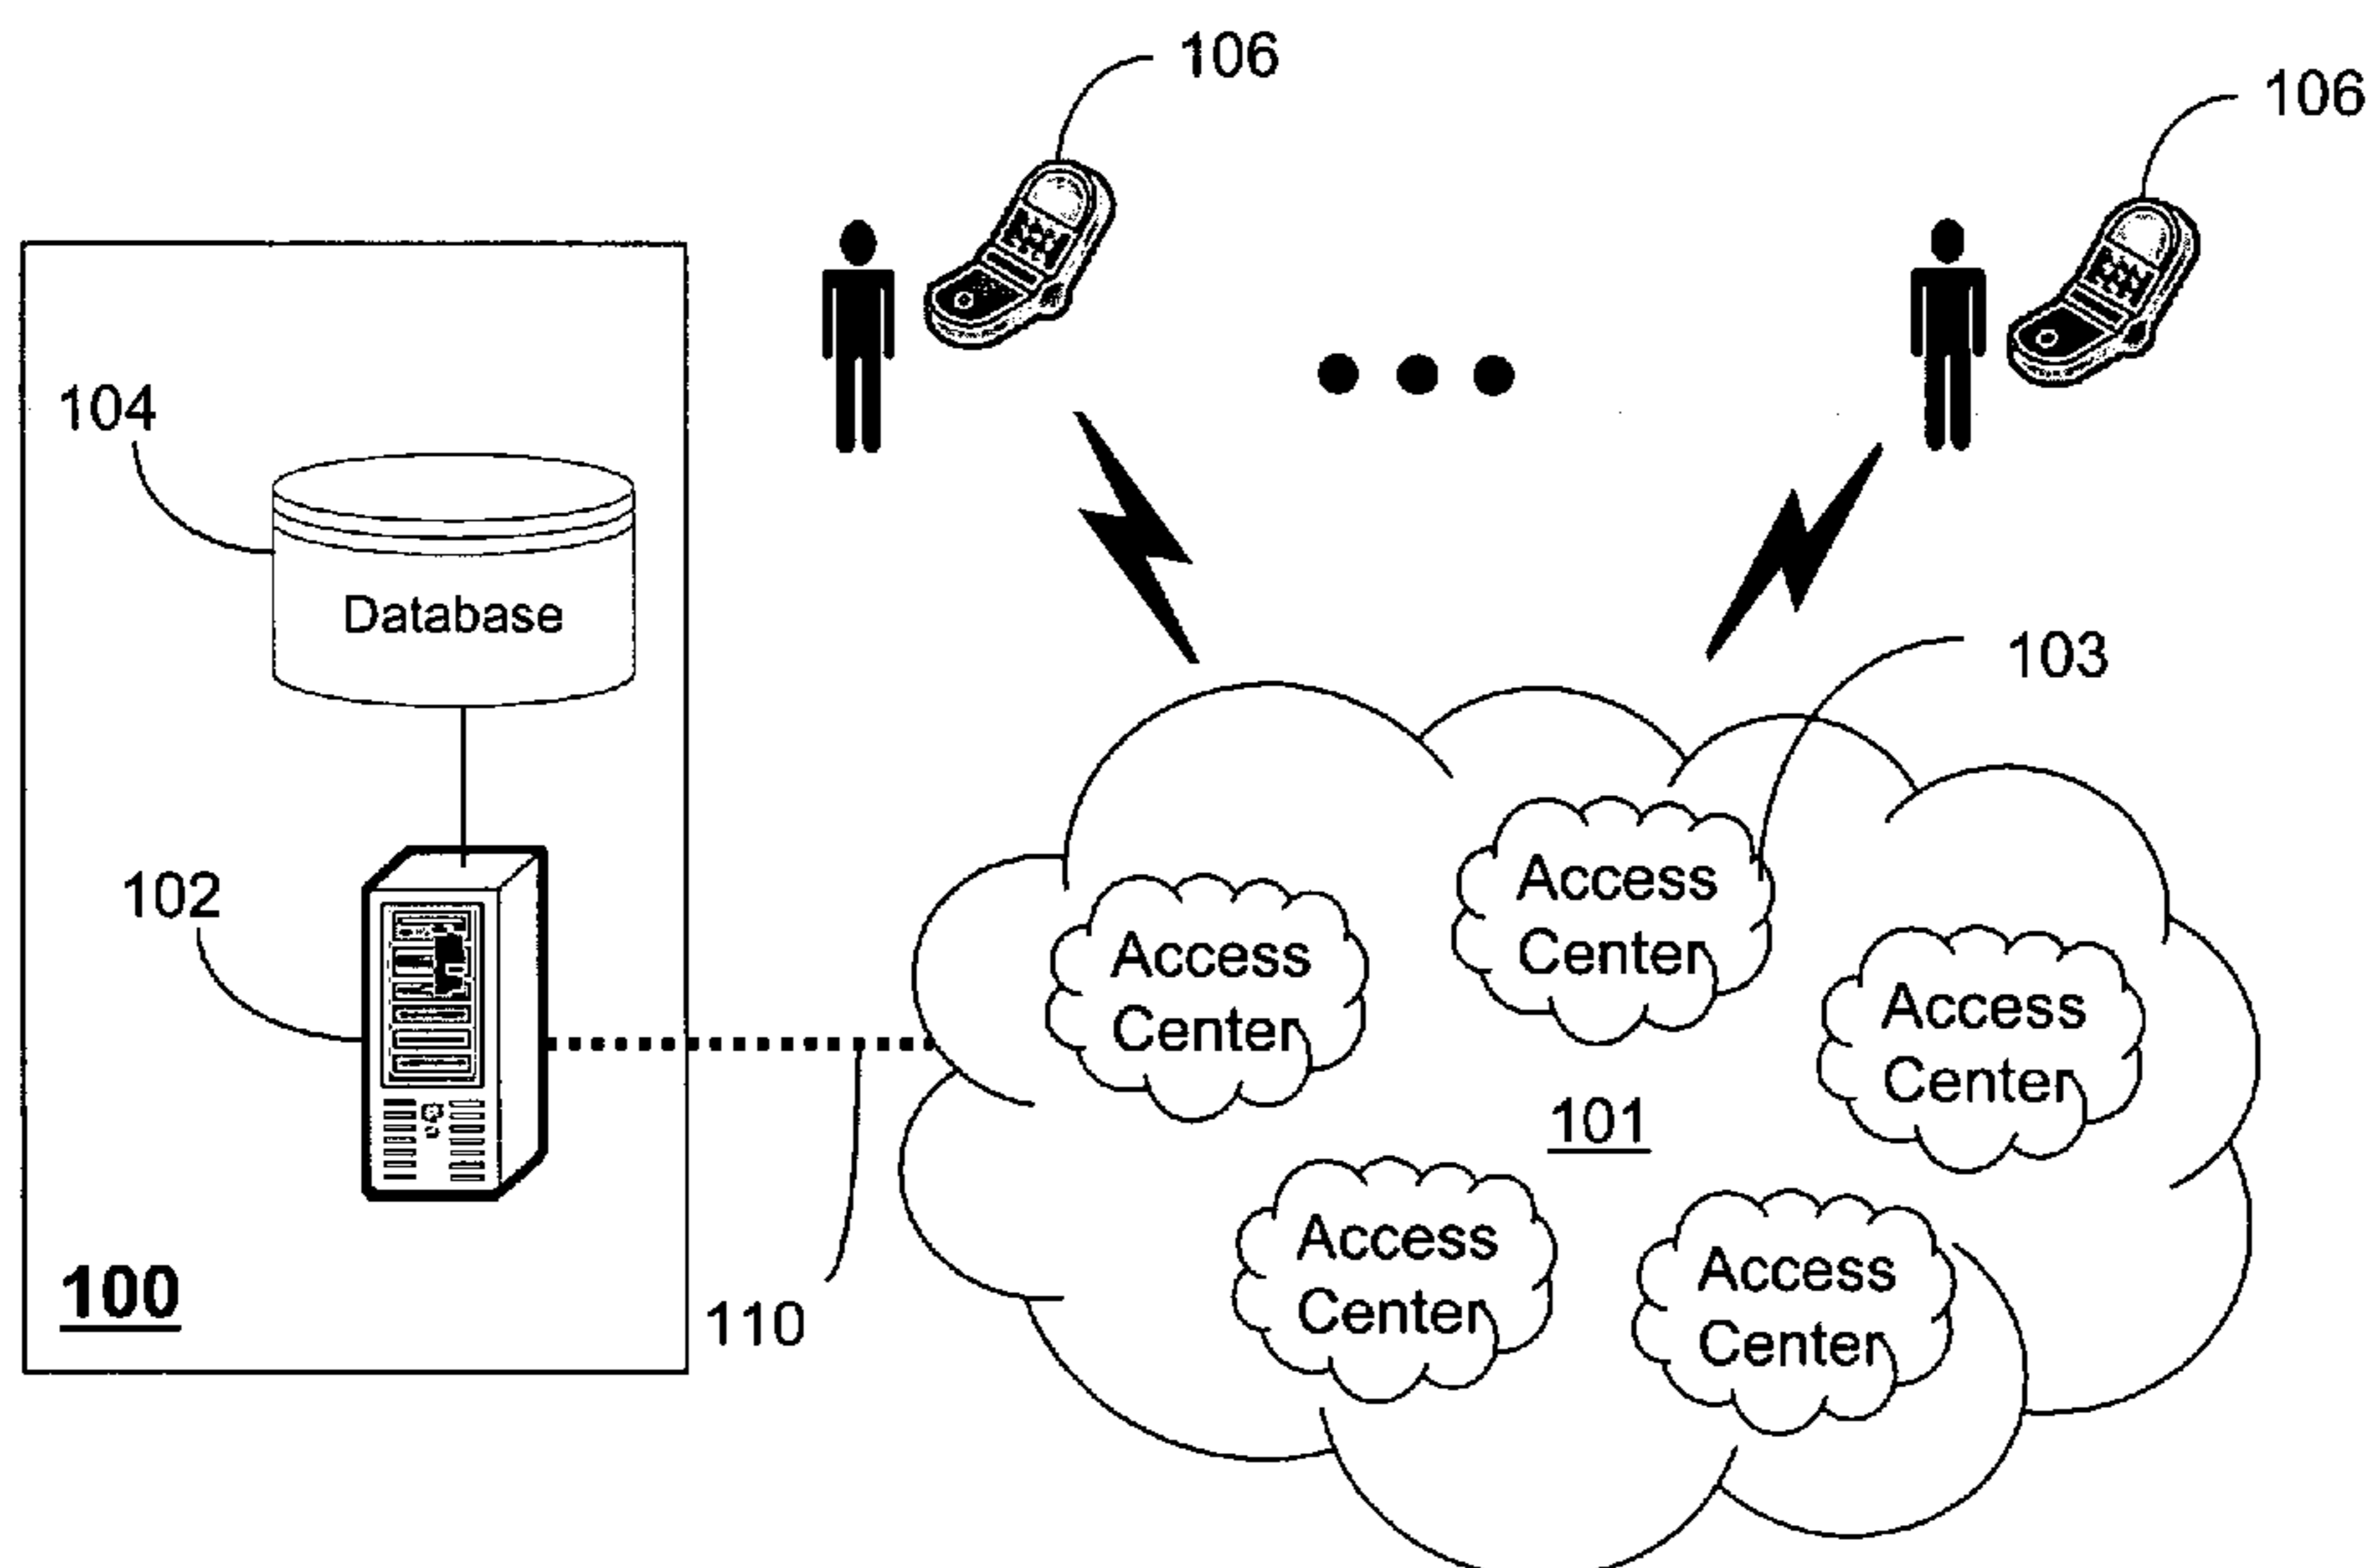 106
106
104
Database
103
102
Access
Center
Access
Center
Access
Center
101
Access
Center
Access
Center
100
110